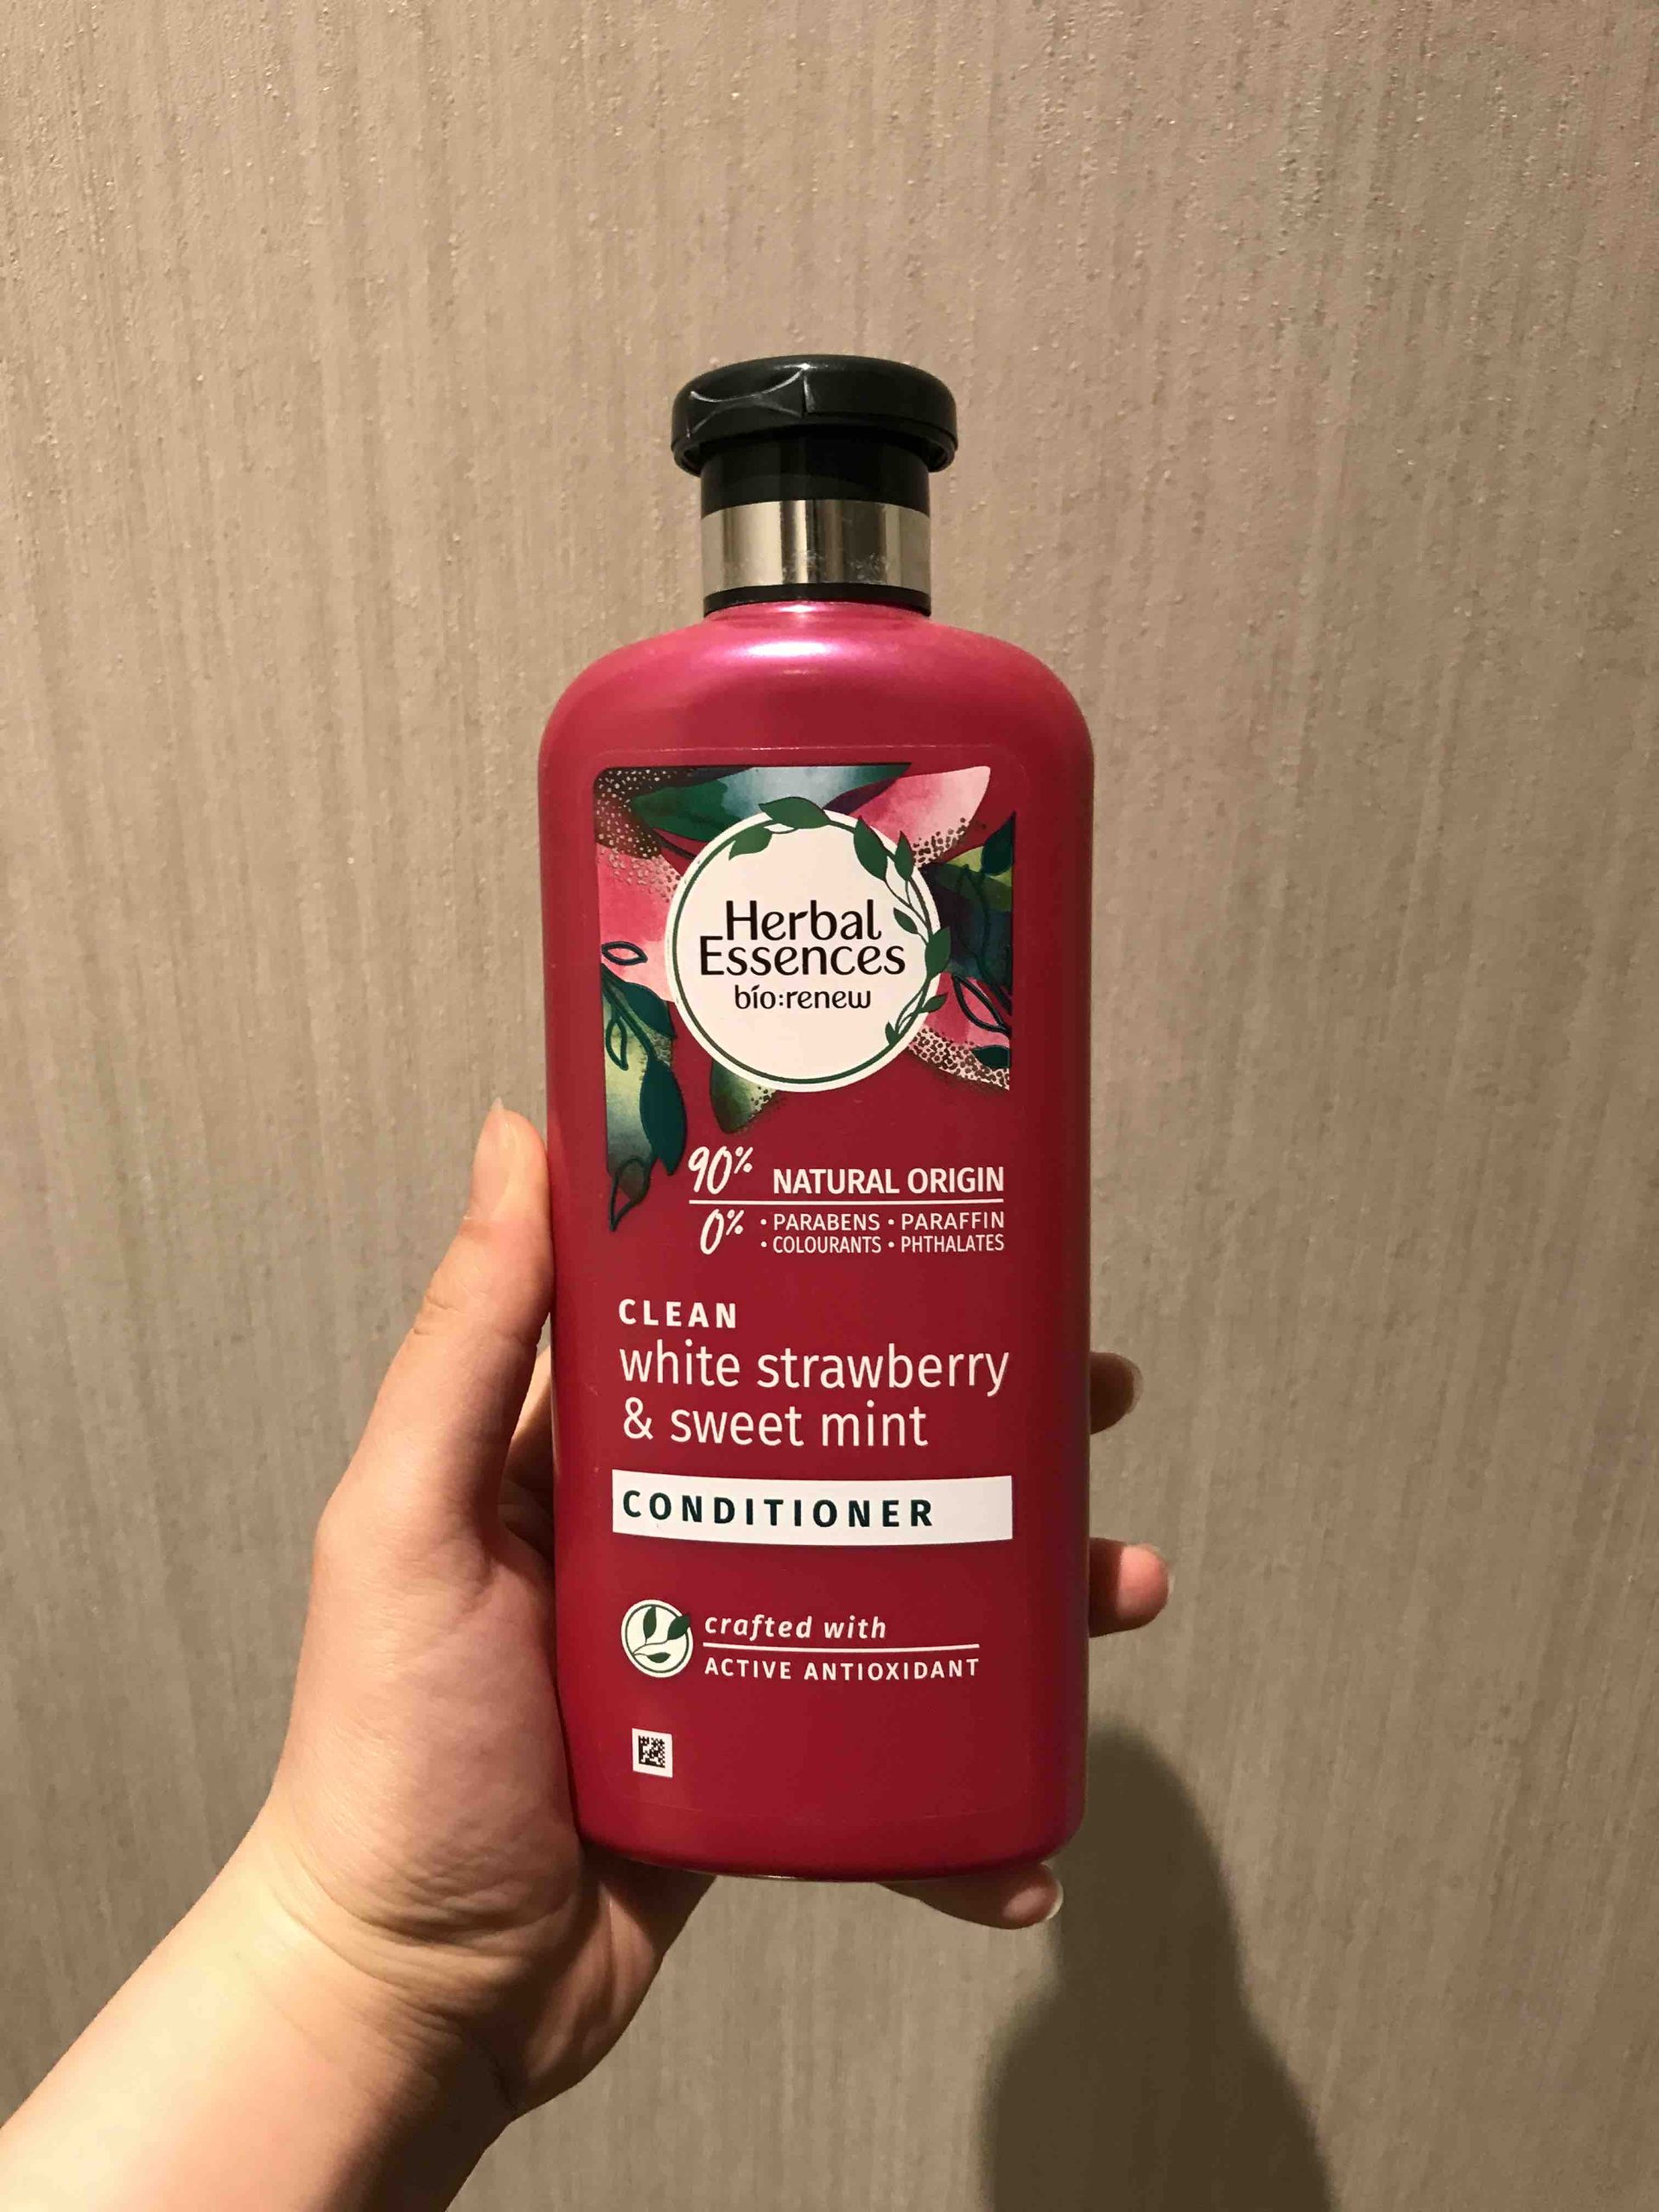 Herbal
Essences
bío:renew
90% NATURAL ORIGIN
0% • PARABENS • PARAFFIN
• COLOURANTS • PHTHALATES
CLEAN
white strawberry
& sweet mint
CONDITIONER
crafted with
ACTIVE ANTIOXIDANT